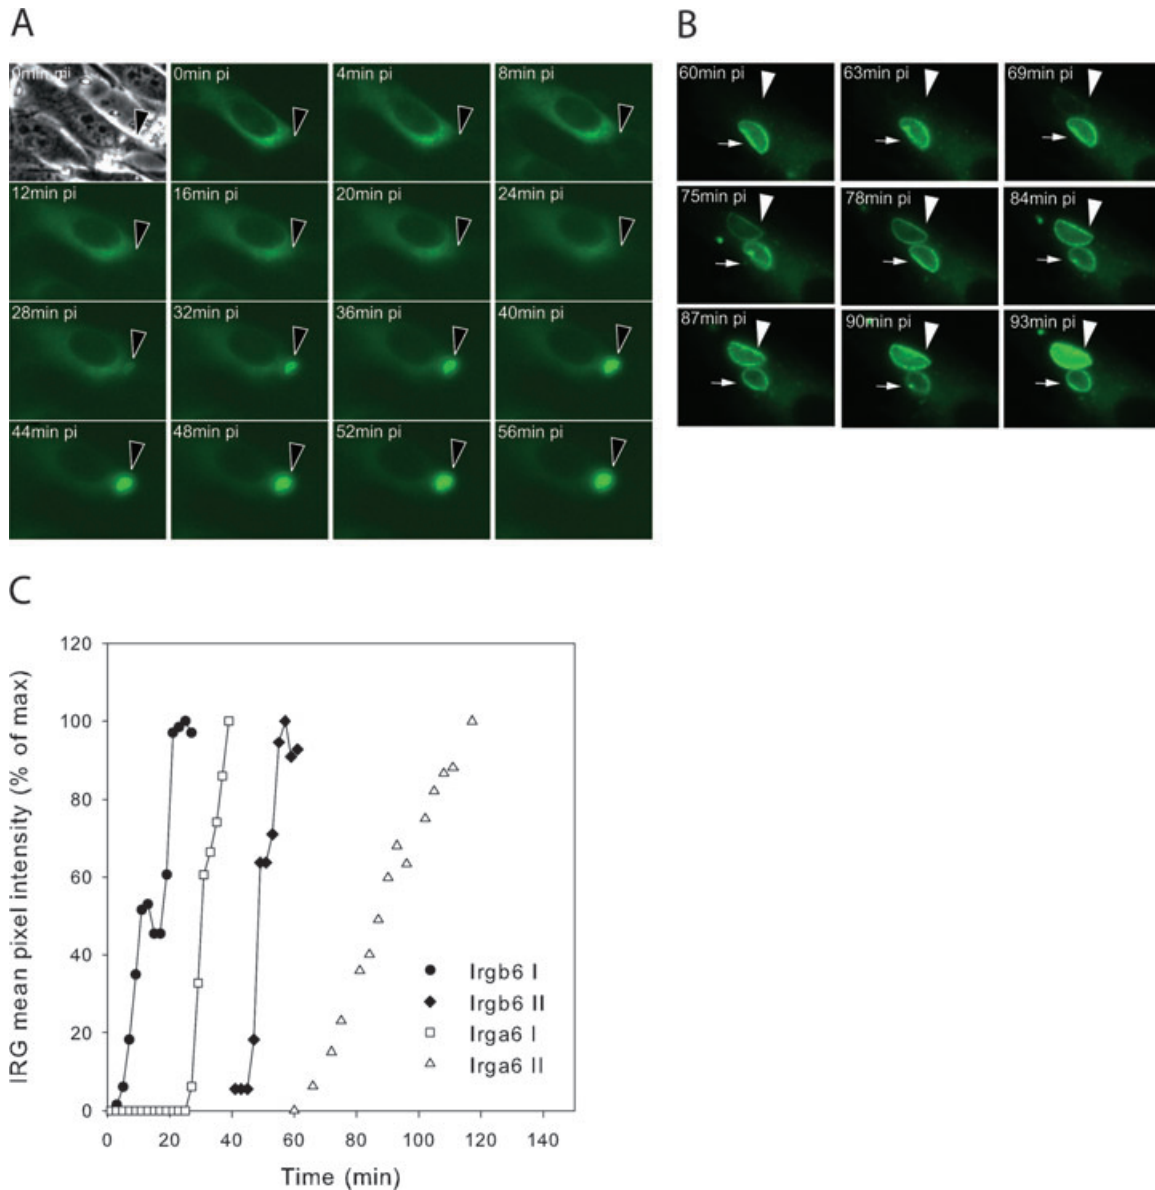 A
B
0min pii
0min pi
4min pi
8min pi
12min pi
16min pi
20min pi
24min pi
28min pi
32min pi
36min pi
40min pi
44min pi
48min pi
52min pi
56min pi
60min pi
63min pi
69min pi
75min pi
78min pi
84min pi
87min pi
90min pi
93min pi
C
IRG mean pixel intensity (% of max)
120
100
80
60
40
20
0
Irgb6 I
Irgb6 II
Irga6 I
Irga6 II
0 20 40 60 80 100 120 140
Time (min)